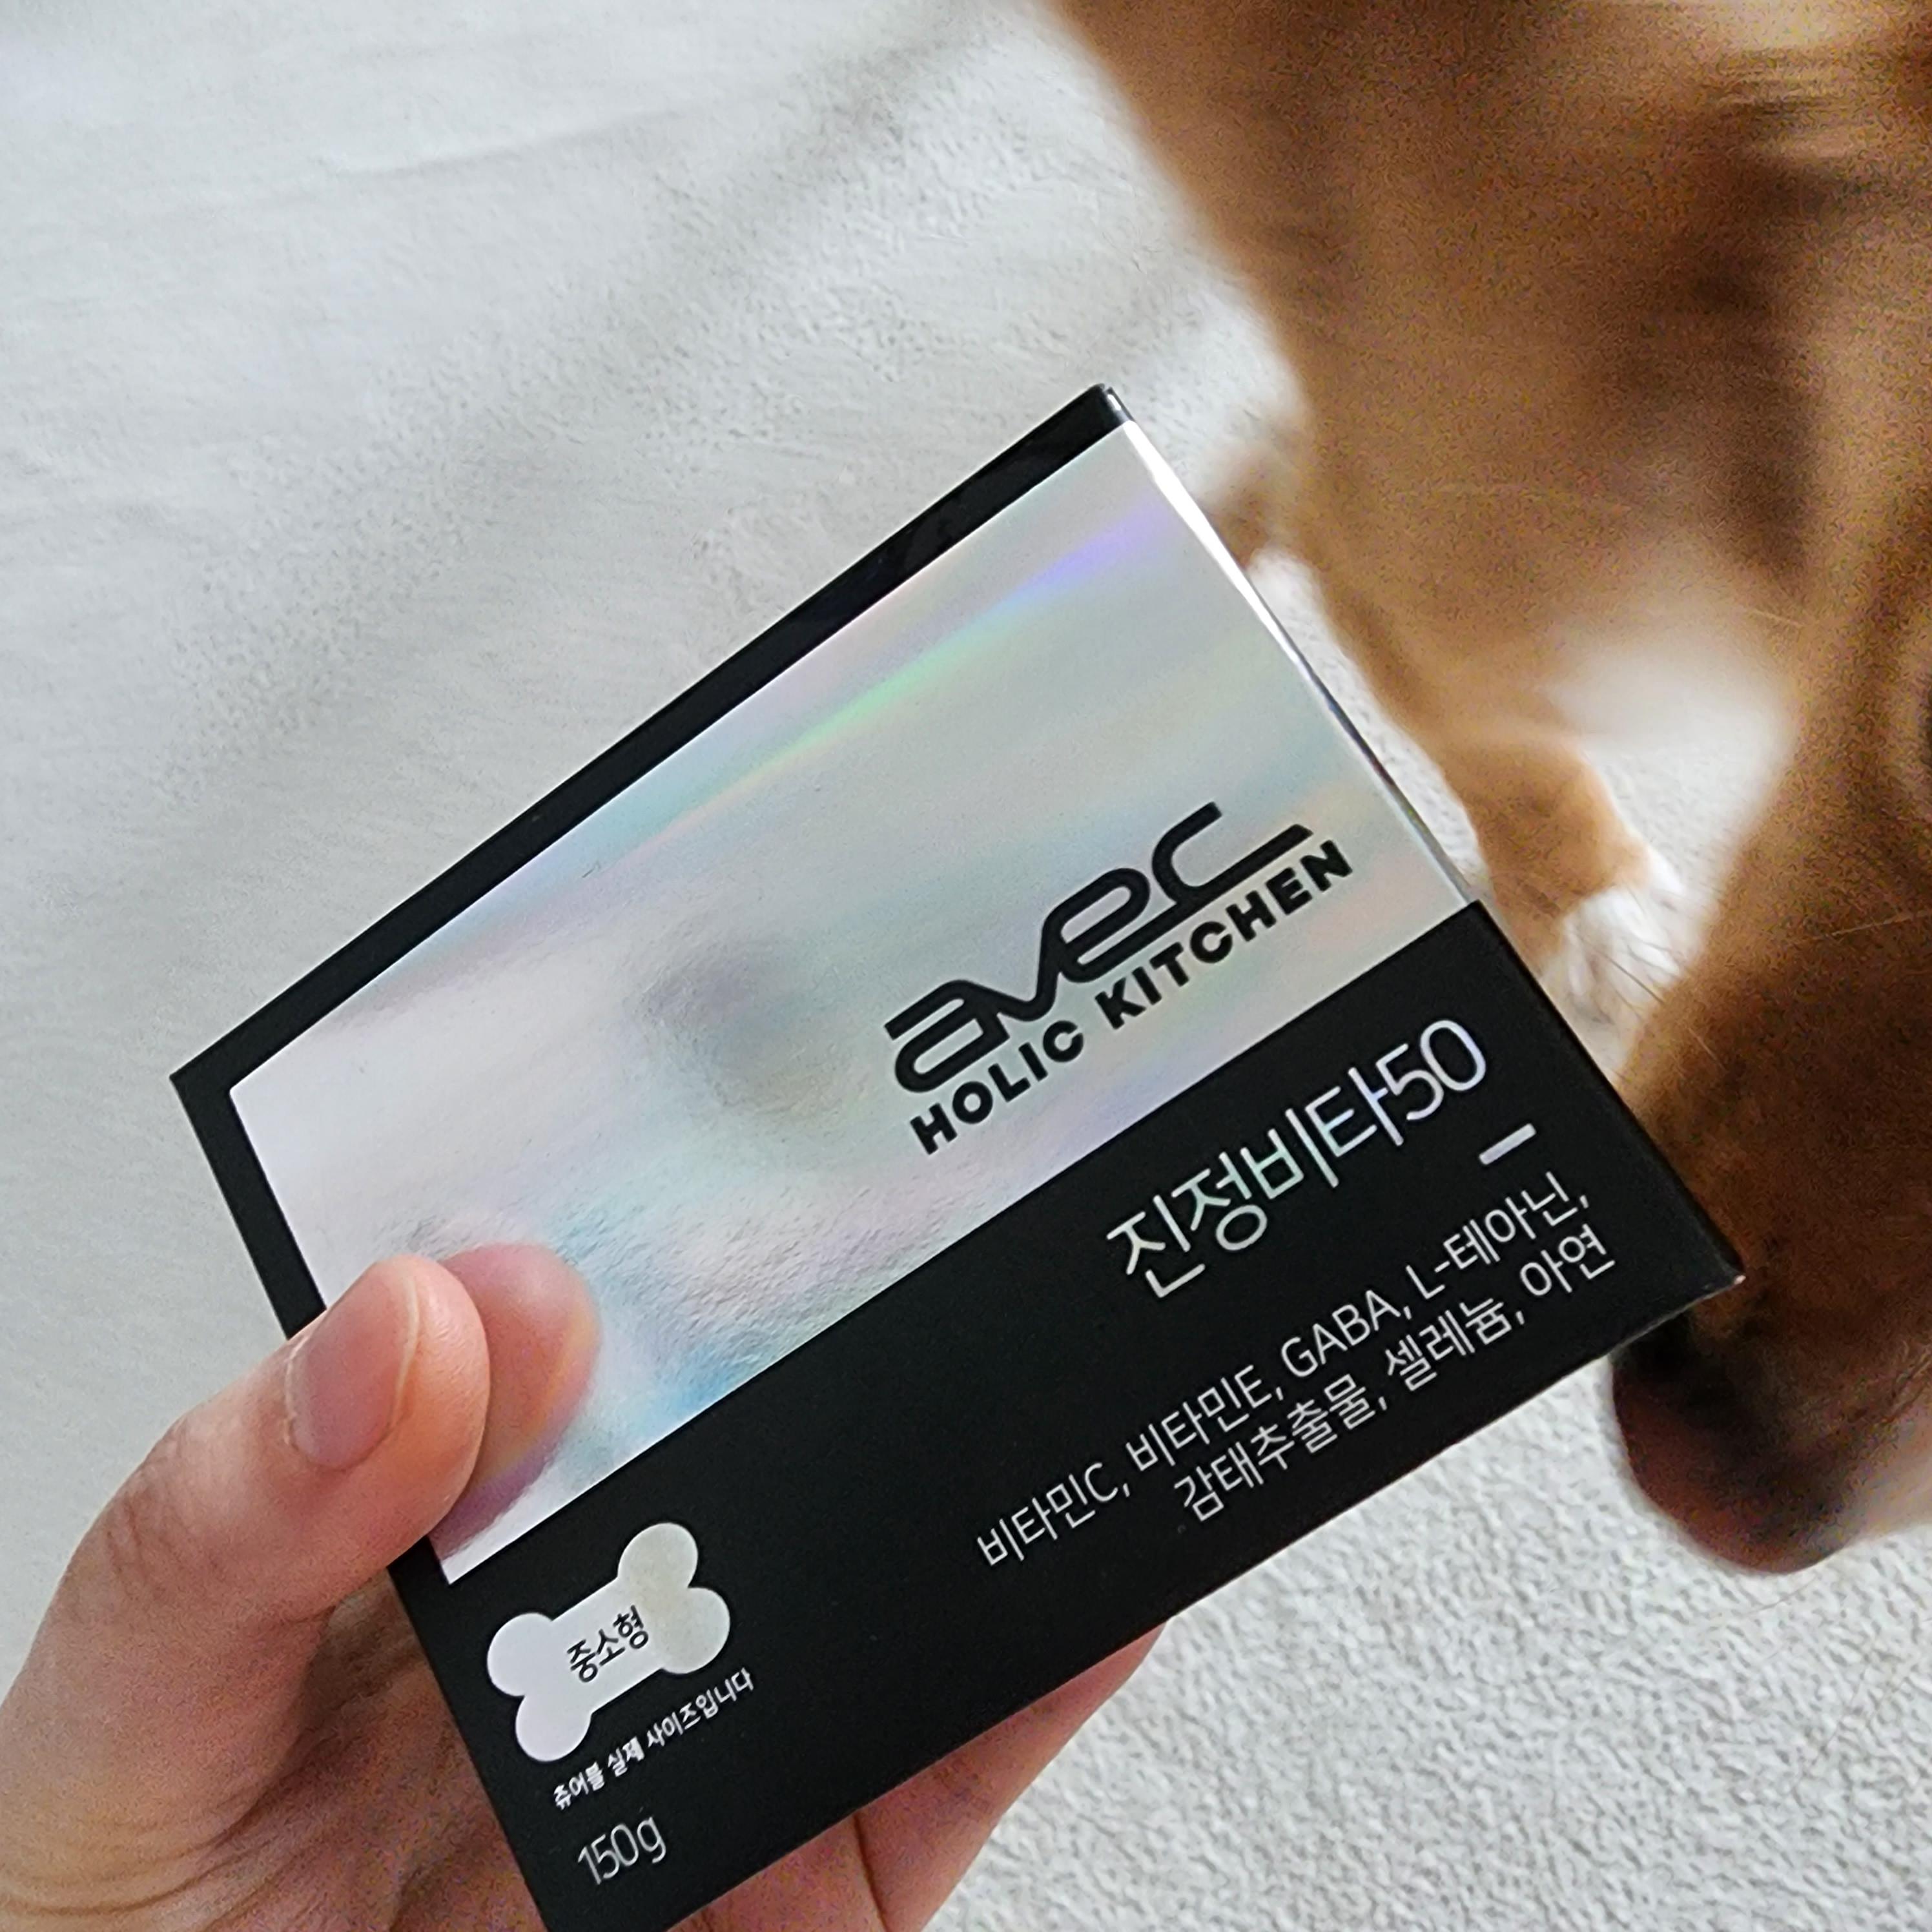 avec
HOLIC KITCHEN
진정비타50
비타민C, 비타민E, GABA, L-테아닌,
감태추출물, 셀레늄, 아연
중소형
츄어블 실제 사이즈입니다
150g